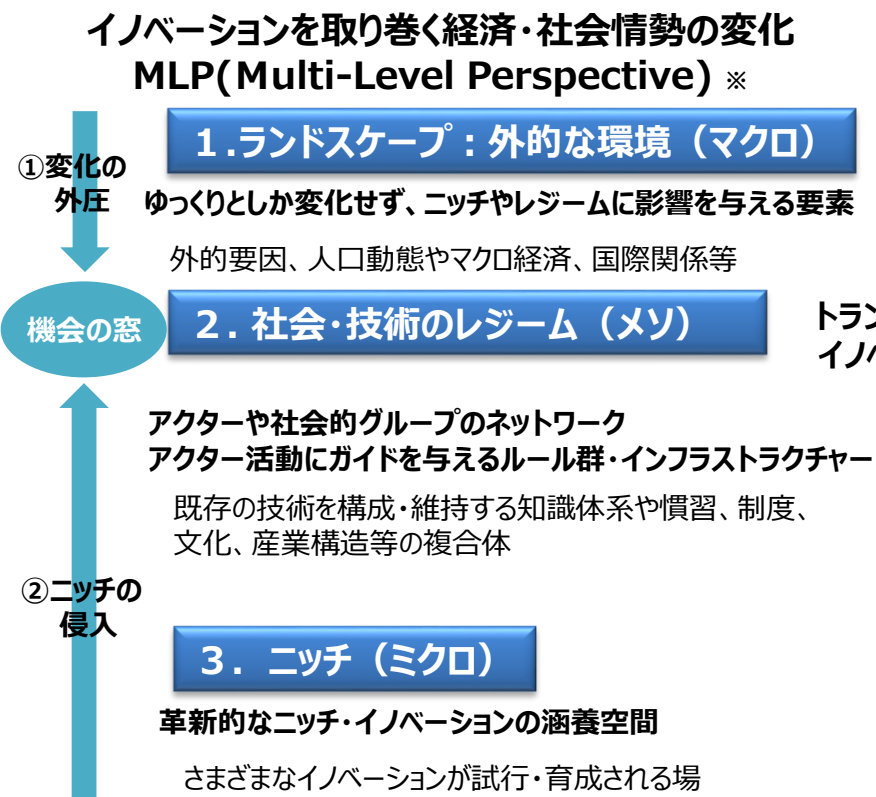 イノベーションを取り巻く経済・社会情勢の変化
MLP(Multi-Level Perspective) ※
①変化の
外圧
1.ランドスケープ：外的な環境（マクロ）
ゆっくりとしか変化せず、ニッチやレジームに影響を与える要素
外的要因、人口動態やマクロ経済、国際関係等
機会の窓
2. 社会・技術のレジーム（メソ）
トラン
イノベ
アクターや社会的グループのネットワーク
アクター活動にガイドを与えるルール群・インフラストラクチャー
既存の技術を構成・維持する知識体系や慣習、制度、
文化、産業構造等の複合体
②ニッチの
侵入
3. ニッチ（ミクロ）
革新的なニッチ・イノベーションの涵養空間
さまざまなイノベーションが試行・育成される場